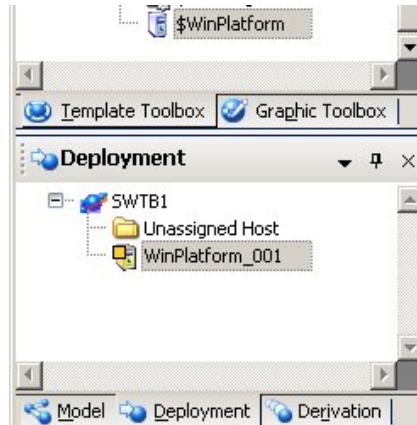 $WinPlatform
Template Toolbox Graphic Toolbox
Deployment
SWTB1
Unassigned Host
WinPlatform_001
Model Deployment Derivation